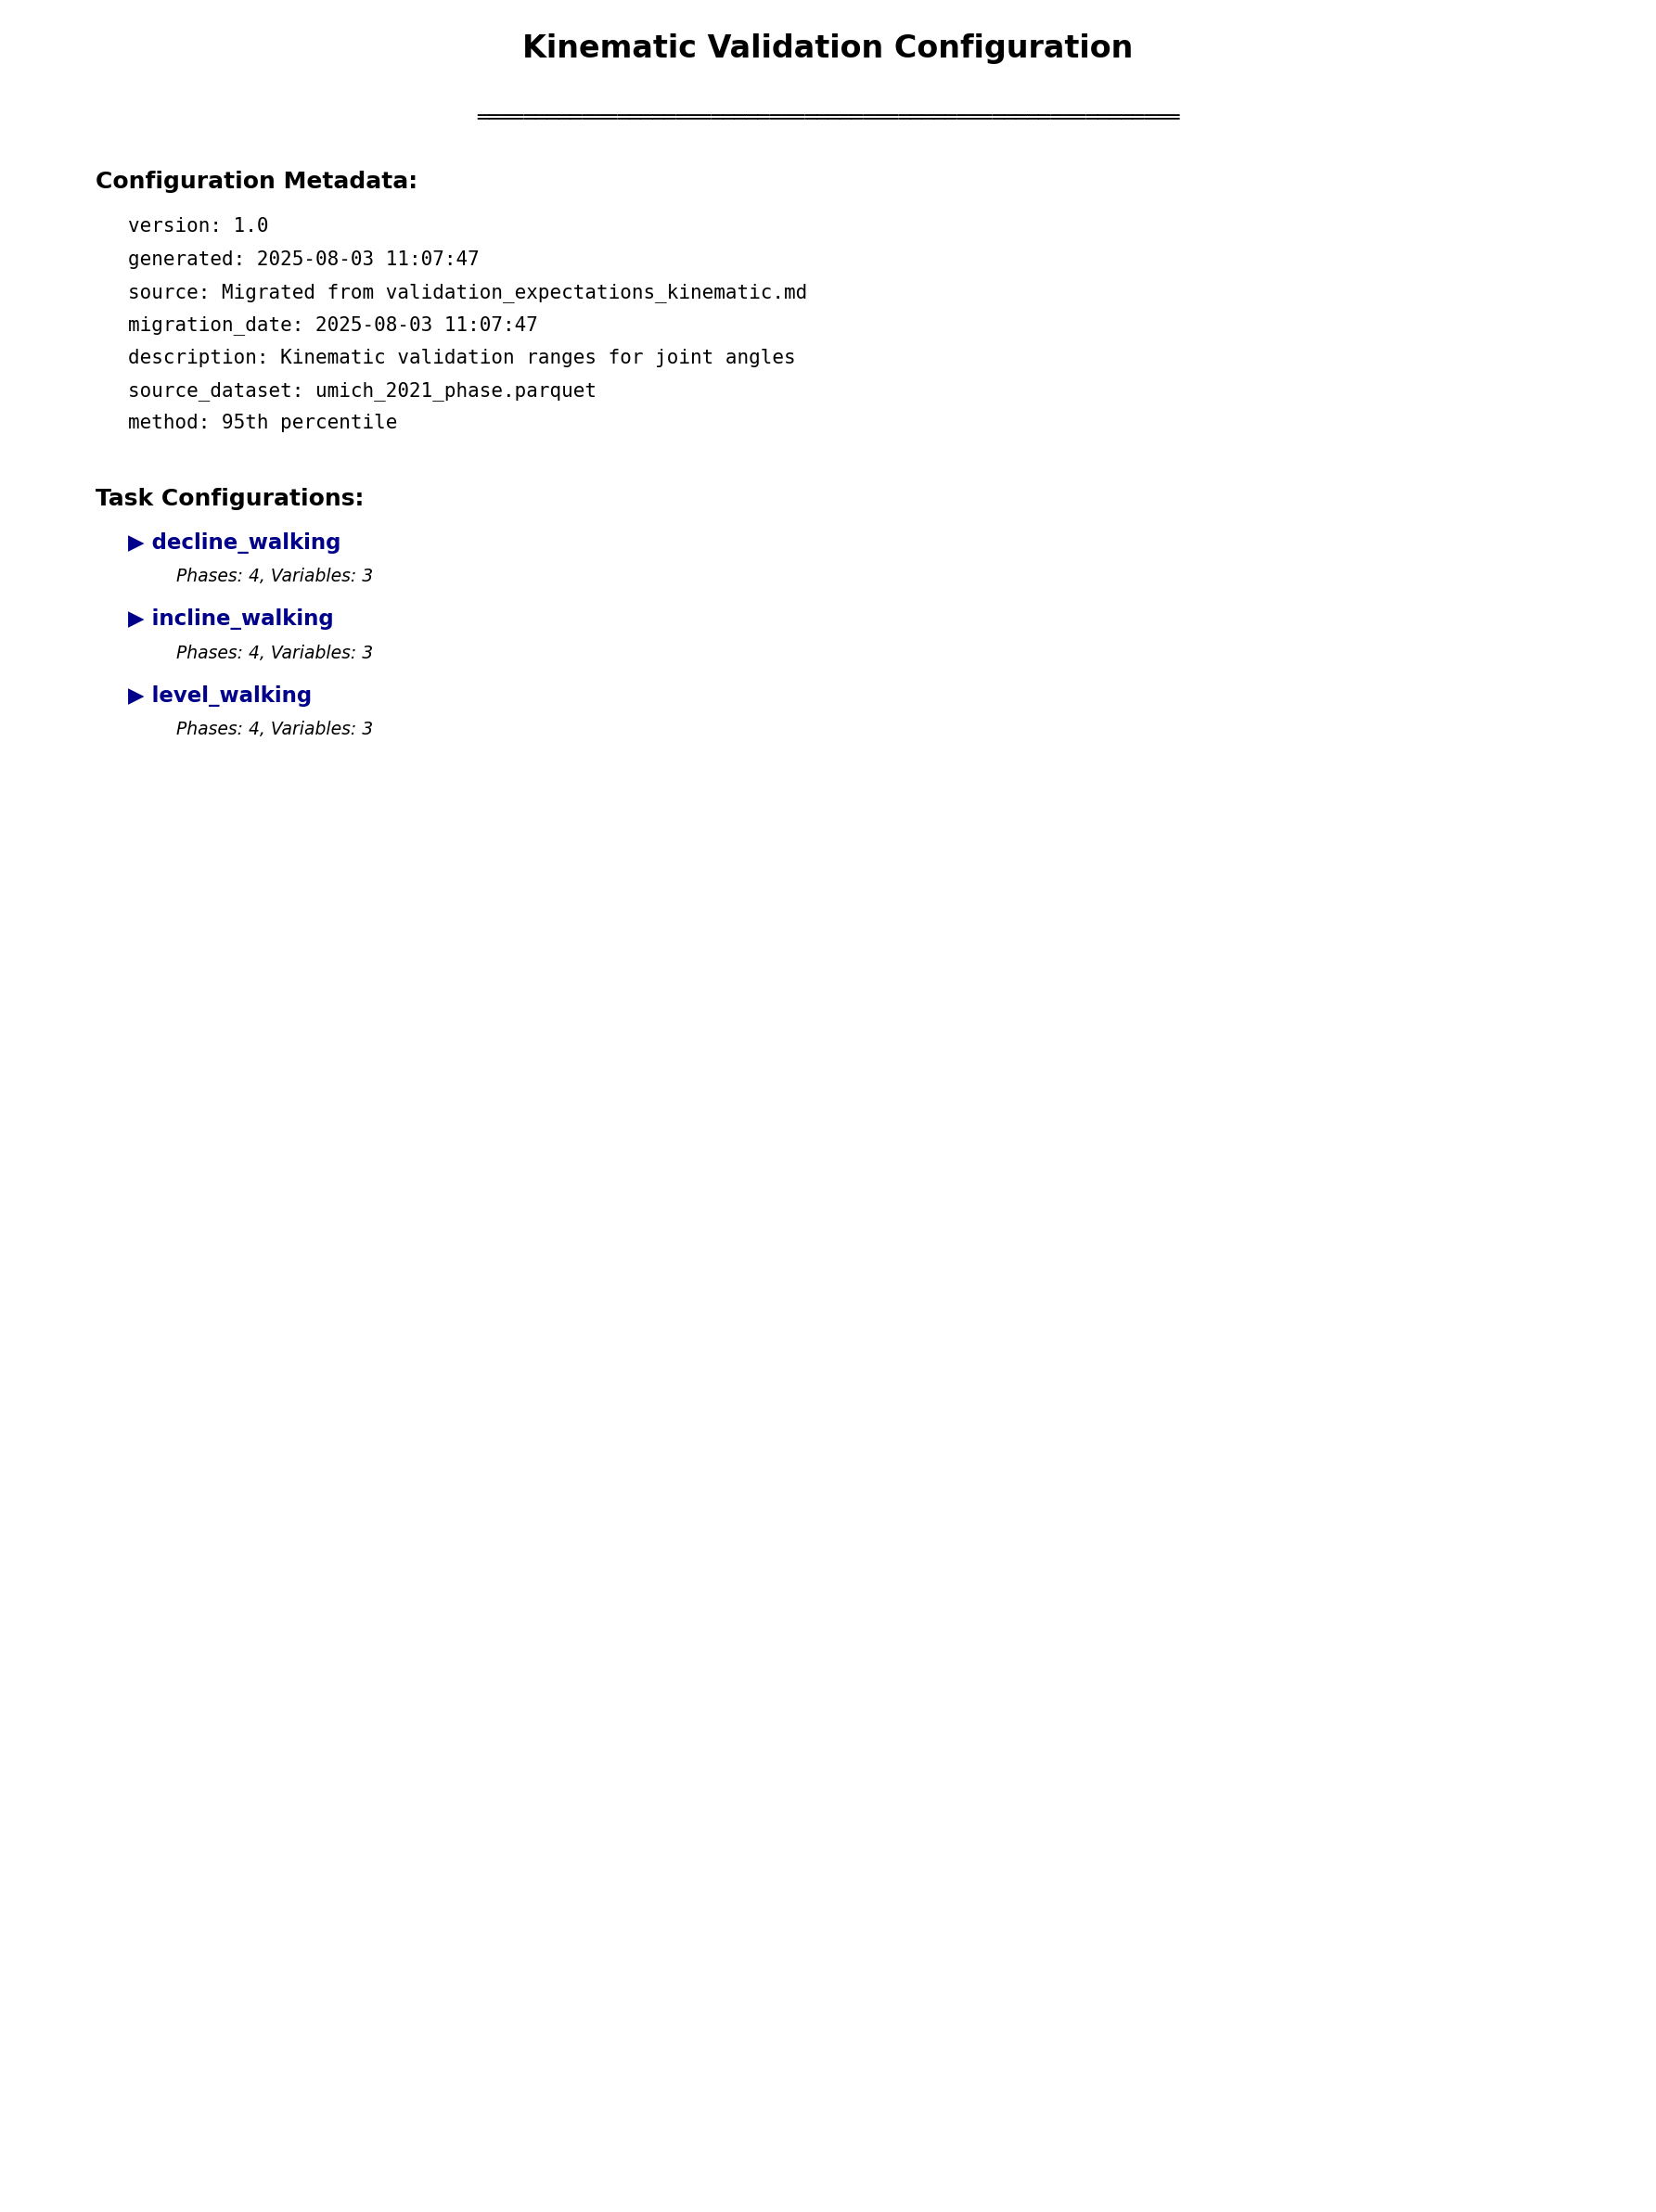 Kinematic Validation Configuration
Configuration Metadata:
version: 1.0
generated: 2025-08-03 11:07:47
source: Migrated from validation_expectations_kinematic.md
migration_date: 2025-08-03 11:07:47
description: Kinematic validation ranges for joint angles
source_dataset: umich_2021_phase.parquet
method: 95th percentile
Task Configurations:
▶ decline_walking
Phases: 4, Variables: 3
▶ incline_walking
Phases: 4, Variables: 3
▶ level_walking
Phases: 4, Variables: 3